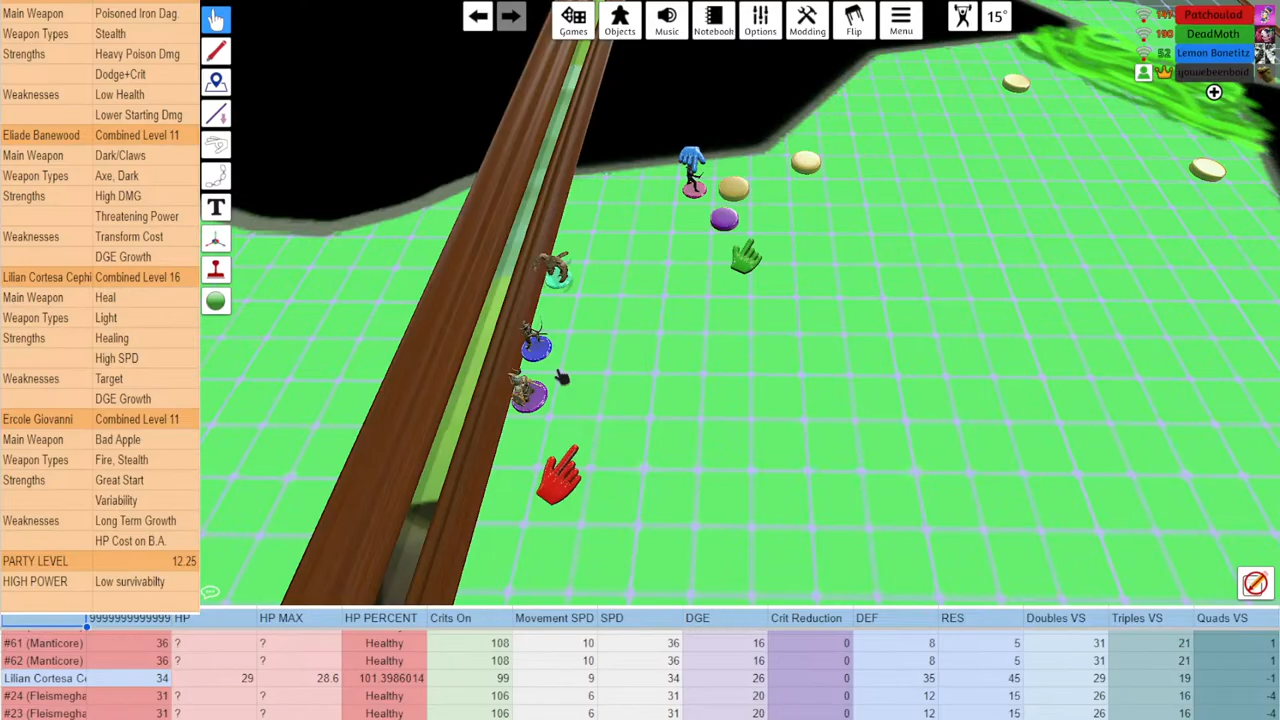 Main Weapon Poisoned Iron Dag.
Weapon Types Stealth
Strengths Heavy Poison Dmg
Dodge+Crit
Weaknesses Low Health
Lower Starting Dmg
Eliade Banewood Combined Level 11
Main Weapon Dark/Claws
Weapon Types Axe, Dark
Strengths High DMG
Threatening Power
Weaknesses Transform Cost
DGE Growth
Lilian Cortesa Cephi Combined Level 16
Main Weapon Heal
Weapon Types Light
Strengths Healing
High SPD
Weaknesses Target
DGE Growth
Ercole Giovanni Combined Level 11
Main Weapon Bad Apple
Weapon Types Fire, Stealth
Strengths Great Start
Variability
Weaknesses Long Term Growth
HP Cost on B.A.
PARTY LEVEL 12.25
HIGH POWER Low survivabilty
T
Games Objects Music Notebook Options Modding Flip Menu
15°
Patchoulad
190 DeadMoth
52 Lemon Bonetitz
youwebeenboid
HP HP MAX HP PERCENT Crits On Movement SPD SPD DGE Crit Reduction DEF RES Doubles VS Triples VS Quads VS
#61 (Manticore) 36 ? ? Healthy 108 10 36 16 0 8 5 31 21 1
#62 (Manticore) 36 ? ? Healthy 108 10 36 16 0 8 5 31 21 1
Lilian Cortesa Ce 34 29 28.6 101.3986014 99 9 34 26 0 35 45 29 19 -1
#24 (Fleismegha 31 ? ? Healthy 106 6 31 20 0 12 15 26 16 -4
#23 (Fleismegha 31 ? ? Healthy 106 6 31 20 0 12 15 26 16 -4